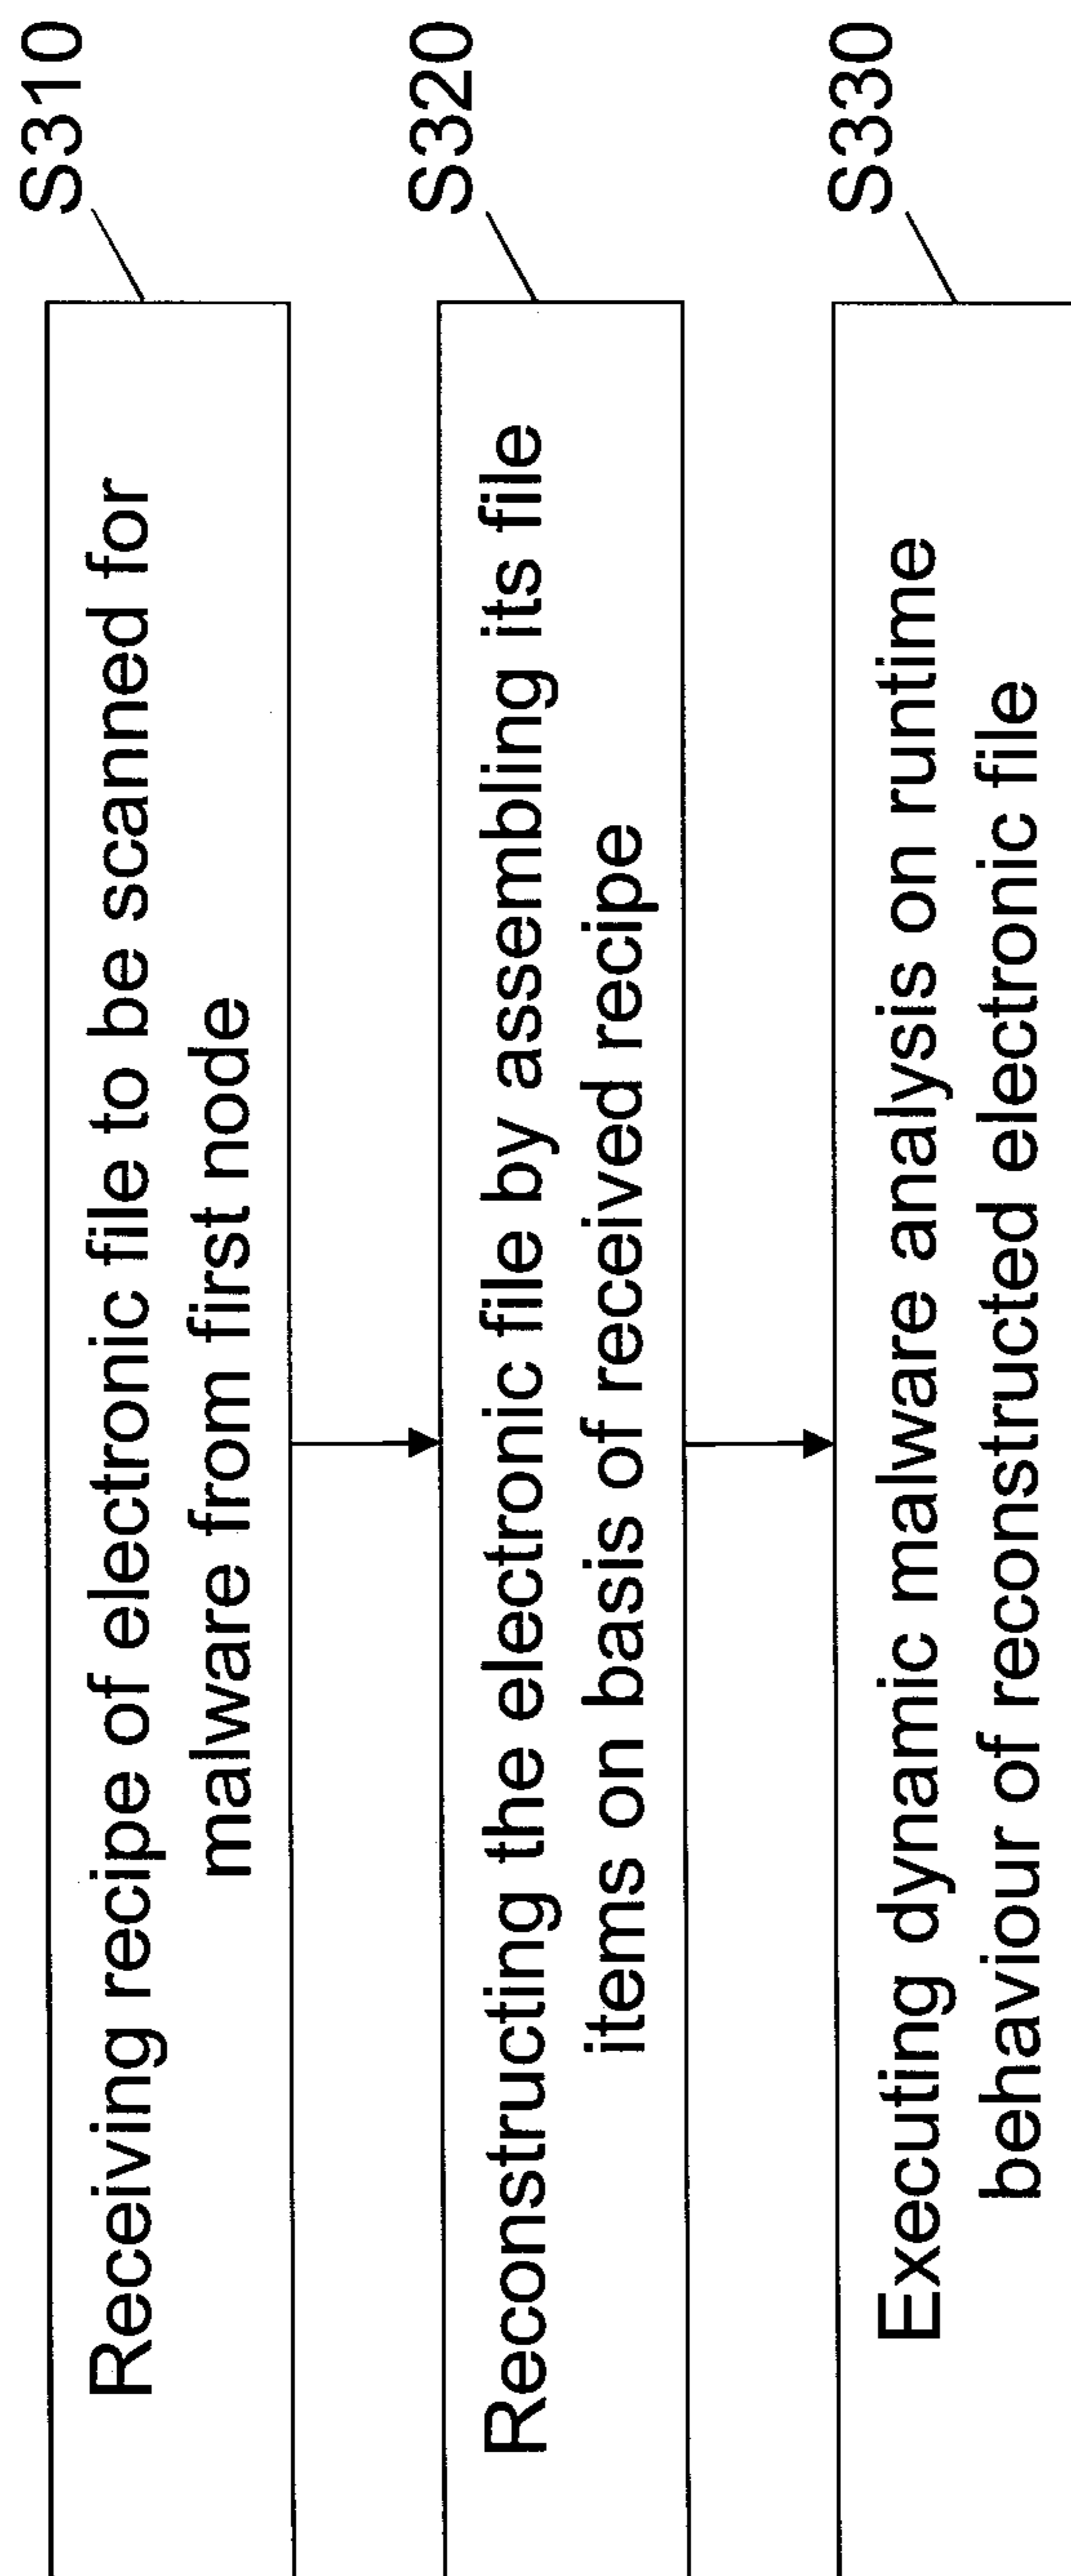 Receiving recipe of electronic file to be scanned for
malware from first node
S310
Reconstructing the electronic file by assembling its file
items on basis of received recipe
S320
Executing dynamic malware analysis on runtime
behaviour of reconstructed electronic file
S330